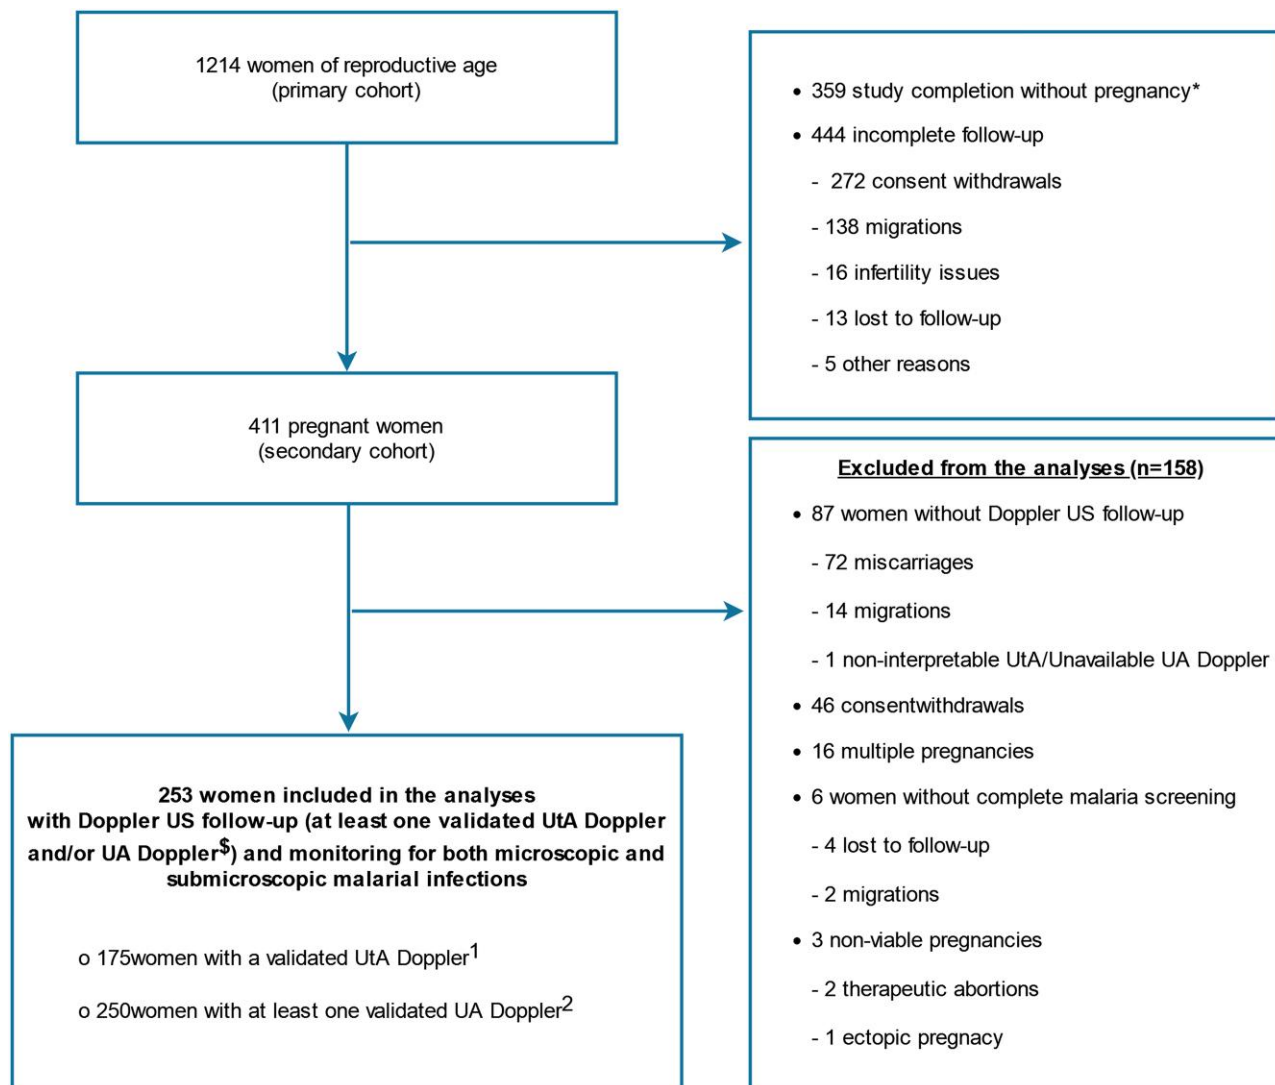 1214 women of reproductive age
(primary cohort)
• 359 study completion without pregnancy*
• 444 incomplete follow-up
- 272 consent withdrawals
- 138 migrations
- 16 infertility issues
- 13 lost to follow-up
- 5 other reasons
411 pregnant women
(secondary cohort)
Excluded from the analyses (n=158)
• 87 women without Doppler US follow-up
- 72 miscarriages
- 14 migrations
- 1 non-interpretable UtA/Unavailable UA Doppler
• 46 consentwithdrawals
• 16 multiple pregnancies
• 6 women without complete malaria screening
- 4 lost to follow-up
- 2 migrations
• 3 non-viable pregnancies
- 2 therapeutic abortions
- 1 ectopic pregnacy
253 women included in the analyses
with Doppler US follow-up (at least one validated UtA Doppler
and/or UA Doppler$) and monitoring for both microscopic and
submicroscopic malarial infections
o 175women with a validated UtA Doppler1
o 250women with at least one validated UA Doppler2